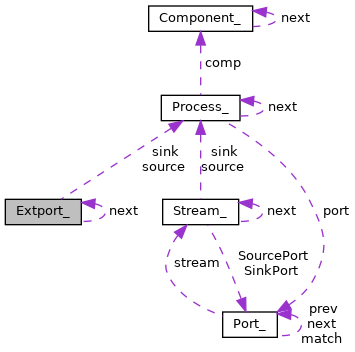 Component_
next
comp
Process_
next
sink
source
sink
source
Extport_
next
Stream_
next
port
stream
SourcePort
SinkPort
Port_
prev
next
match